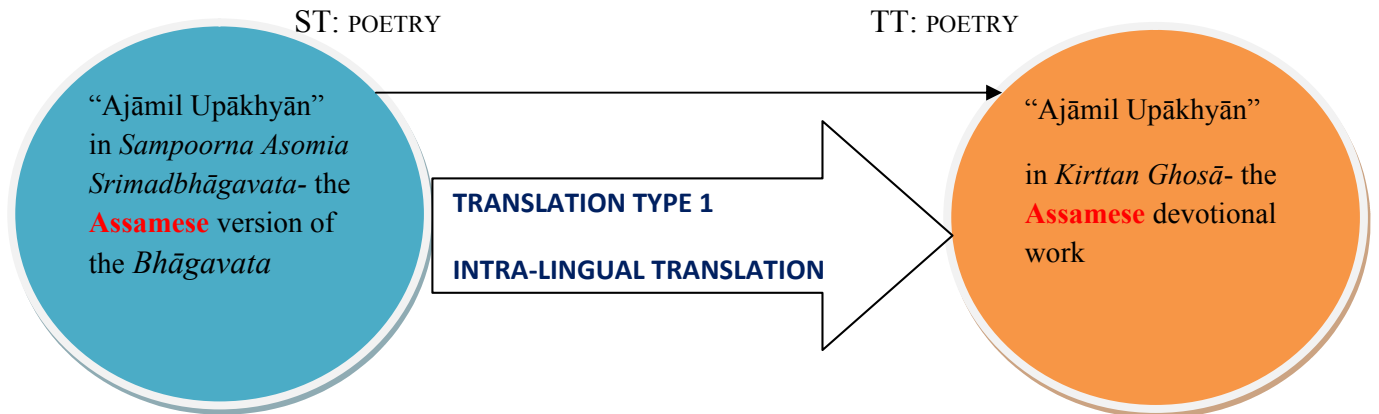 ST: POETRY
TT: POETRY
“Ajāmil Upākhyān”
in Sampoorna Asomia
Srimadbhāgavata- the
Assamese version of
the Bhāgavata
TRANSLATION TYPE 1
INTRA-LINGUAL TRANSLATION
“Ajāmil Upākhyān”
in Kirttan Ghosā- the
Assamese devotional
work